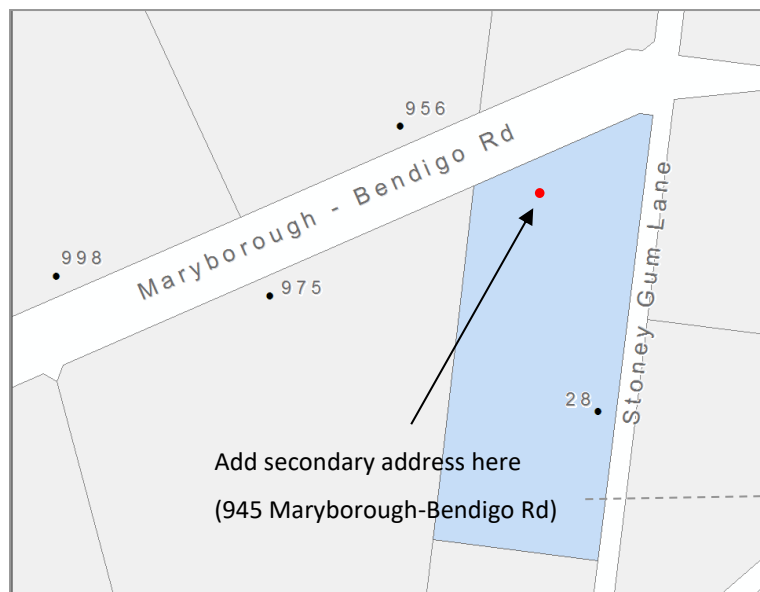 956
Maryborough - Bendigo Rd
998
975
Stoney Gum Lane
28
Add secondary address here
(945 Maryborough-Bendigo Rd)